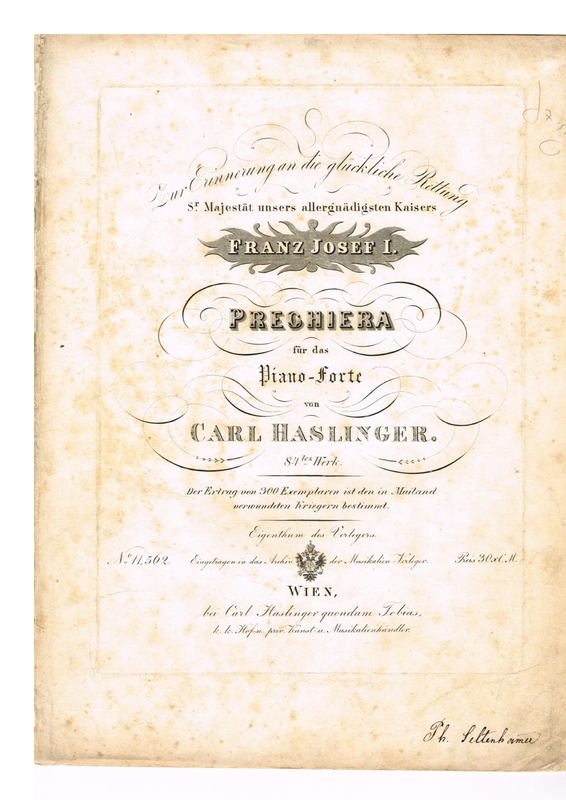 Zur Erinnerung an die glückliche Rettung
Sr. Majestät unsers allergnädigsten Kaisers
FRANZ JOSEF I.
PREGHIERA
für das
Piano-Forte
von
CARL HASLINGER.
84tes Werk.
Der Ertrag von 300 Exemplaren ist den in Mailand
verwundeten Kriegern bestimmt.
Eigenthum des Verlegers.
No. 11,562. Eingetragen in das Archiv der Musikalien-Verleger. Preis 30 x C. M.
WIEN,
bei Carl Haslinger quondam Tobias,
k. k. Hof- u. priv. Kunst- u. Musikalienhändler.
Ph. Seltenhamer